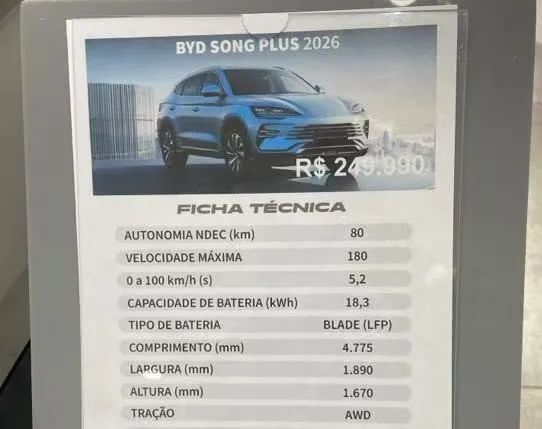 BYD SONG PLUS 2026
R$ 249.990
FICHA TÉCNICA
AUTONOMIA NDEC (km) 80
VELOCIDADE MÁXIMA 180
0 a 100 km/h (s) 5,2
CAPACIDADE DE BATERIA (kWh) 18,3
TIPO DE BATERIA BLADE (LFP)
COMPRIMENTO (mm) 4.775
LARGURA (mm) 1.890
ALTURA (mm) 1.670
TRAÇÃO AWD